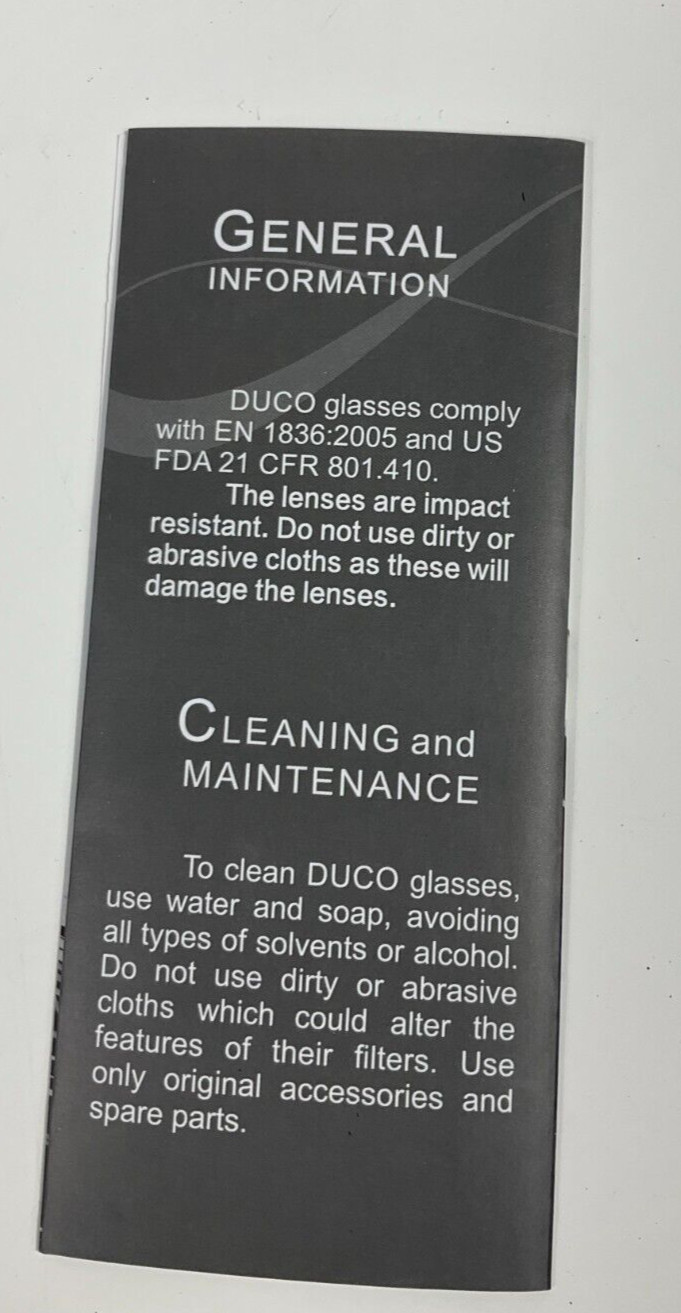 GENERAL
INFORMATION
DUCO glasses comply
with EN 1836:2005 and US
FDA 21 CFR 801.410.
The lenses are impact
resistant. Do not use dirty or
abrasive cloths as these will
damage the lenses.
CLEANING and
MAINTENANCE
To clean DUCO glasses,
use water and soap, avoiding
all types of solvents or alcohol.
Do not use dirty or abrasive
cloths which could alter the
features of their filters. Use
only original accessories and
spare parts.